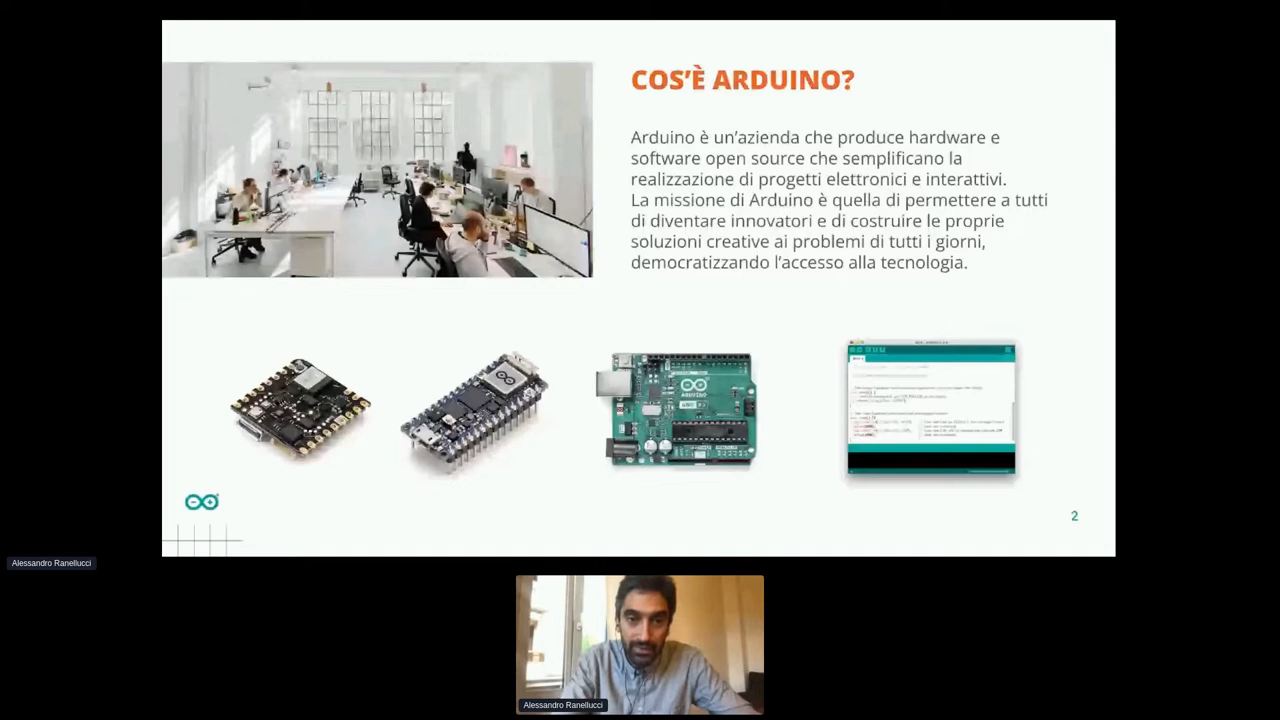 COS'È ARDUINO?
Arduino è un'azienda che produce hardware e
software open source che semplificano la
realizzazione di progetti elettronici e interattivi.
La missione di Arduino è quella di permettere a tutti
di diventare innovatori e di costruire le proprie
soluzioni creative ai problemi di tutti i giorni,
democratizzando l'accesso alla tecnologia.
ARDUINO
2
Alessandro Ranellucci
Alessandro Ranellucci